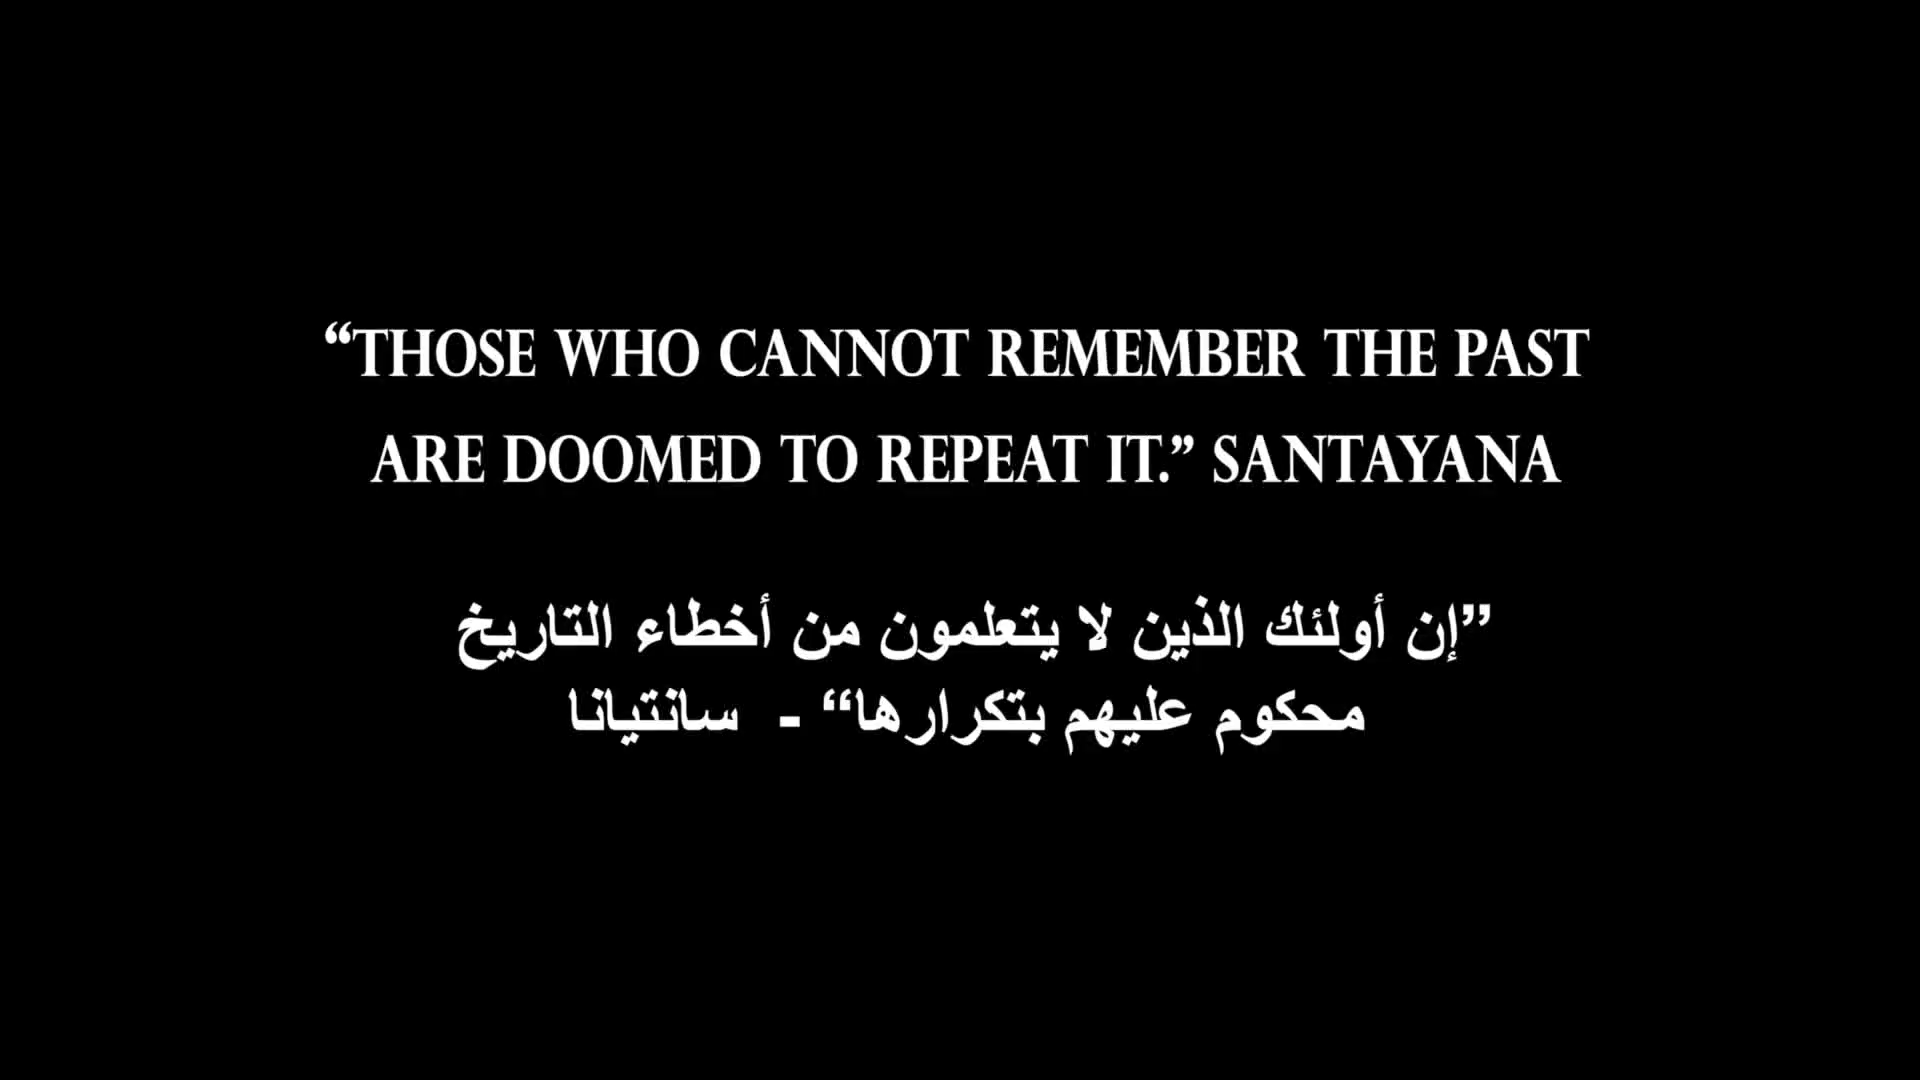 “THOSE WHO CANNOT REMEMBER THE PAST
ARE DOOMED TO REPEAT IT.” SANTAYANA
”إن أولئك الذين لا يتعلمون من أخطاء التاريخ
محكوم عليهم بتكرارها“ - سانتيانا